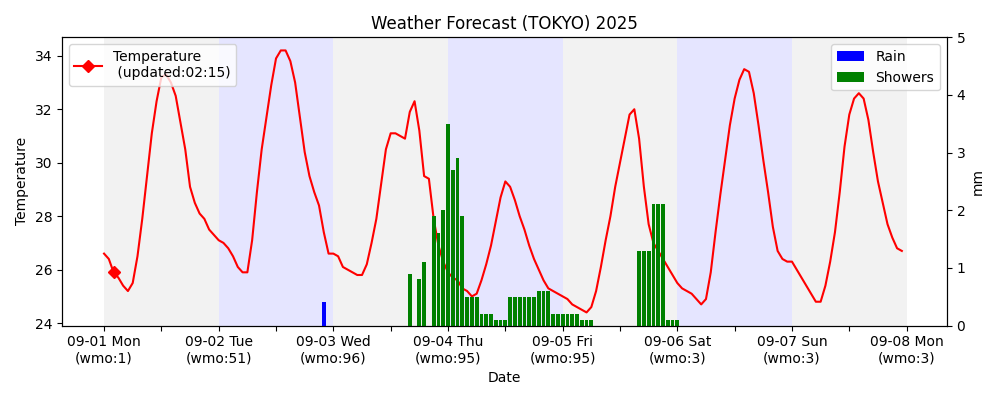 Weather Forecast (TOKYO) 2025
Temperature
(updated:02:15)
Rain
Showers
34
32
30
28
26
24
Temperature
5
4
3
2
1
0
mm
09-01 Mon
(wmo:1)
09-02 Tue
(wmo:51)
09-03 Wed
(wmo:96)
09-04 Thu
(wmo:95)
09-05 Fri
(wmo:95)
09-06 Sat
(wmo:3)
09-07 Sun
(wmo:3)
09-08 Mon
(wmo:3)
Date